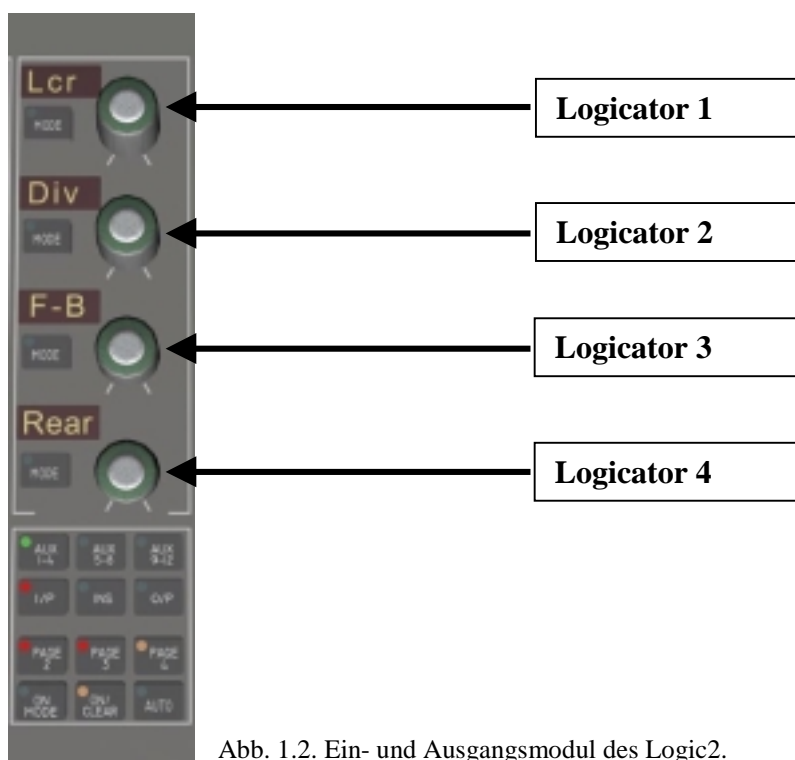 Lcr
MODE
Logicator 1
Div
MODE
Logicator 2
F-B
MODE
Logicator 3
Rear
MODE
Logicator 4
AUX 1-4 AUX 5-8 AUX 9-12
I/P INS O/P
PAGE 2 PAGE 3 PAGE 4
ON/ MODE ON/ CLEAR AUTO
Abb. 1.2. Ein- und Ausgangsmodul des Logic2.